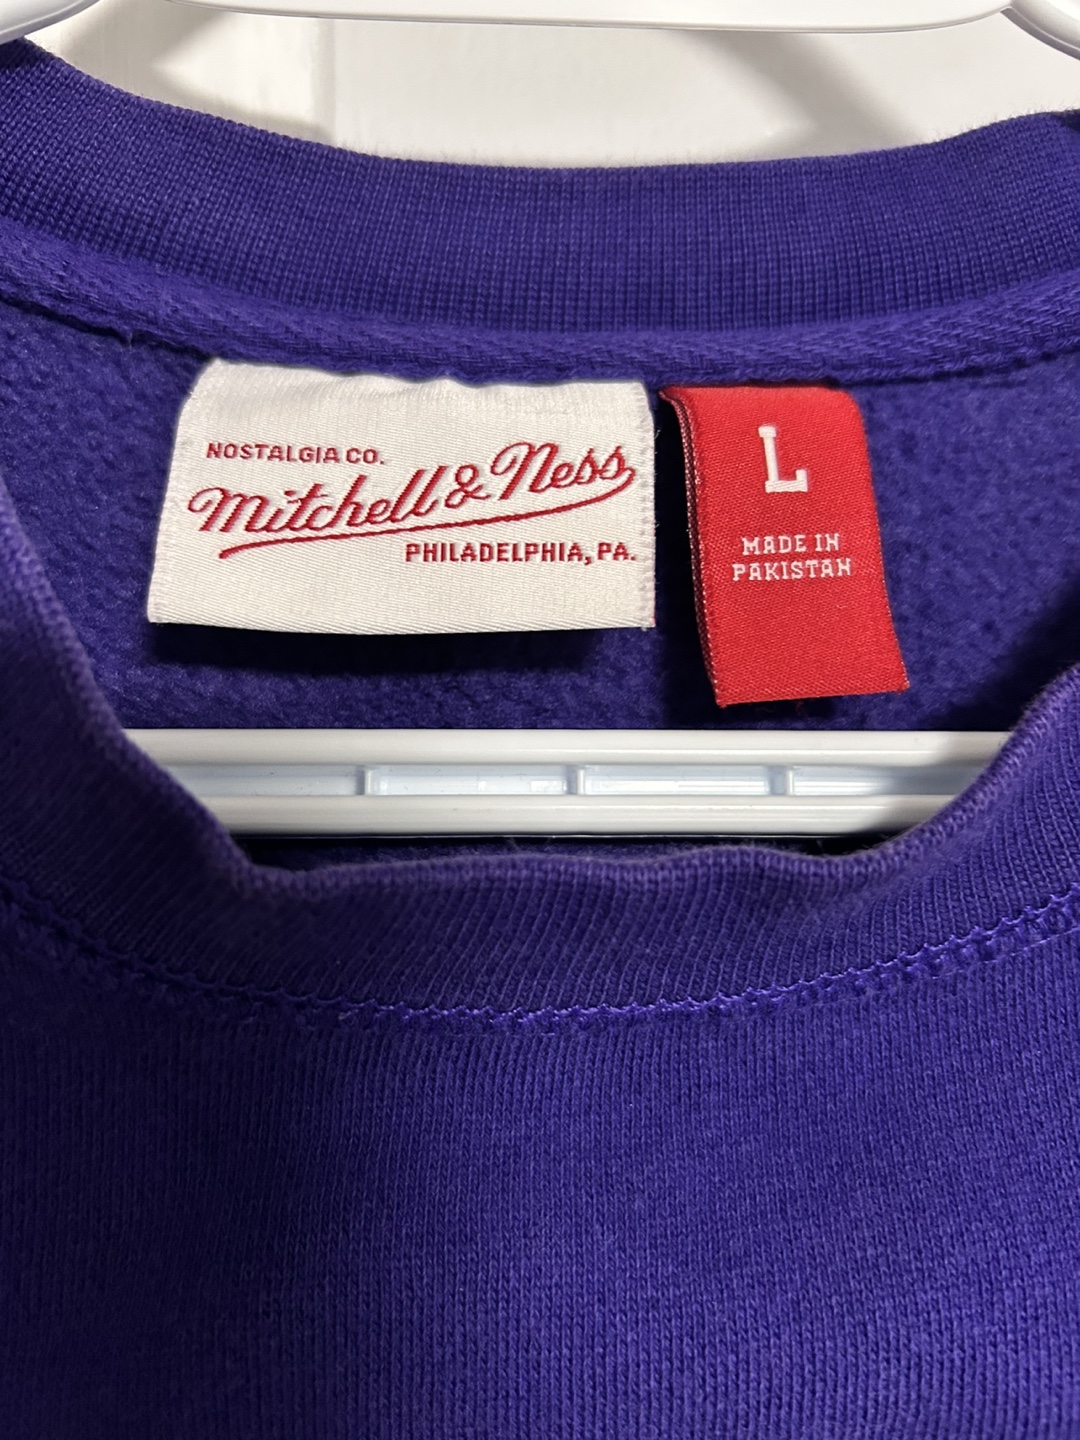 NOSTALGIA CO.
Mitchell & Ness
PHILADELPHIA, PA.
L
MADE IN
PAKISTAN